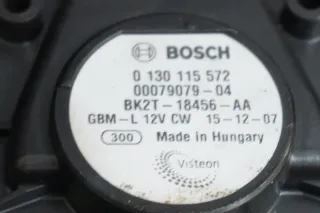 BOSCH
0 130 115 572
00079079-04
BK2T-18456-AA
GBM-L 12V CW 15-12-07
300 Made in Hungary
Visteon